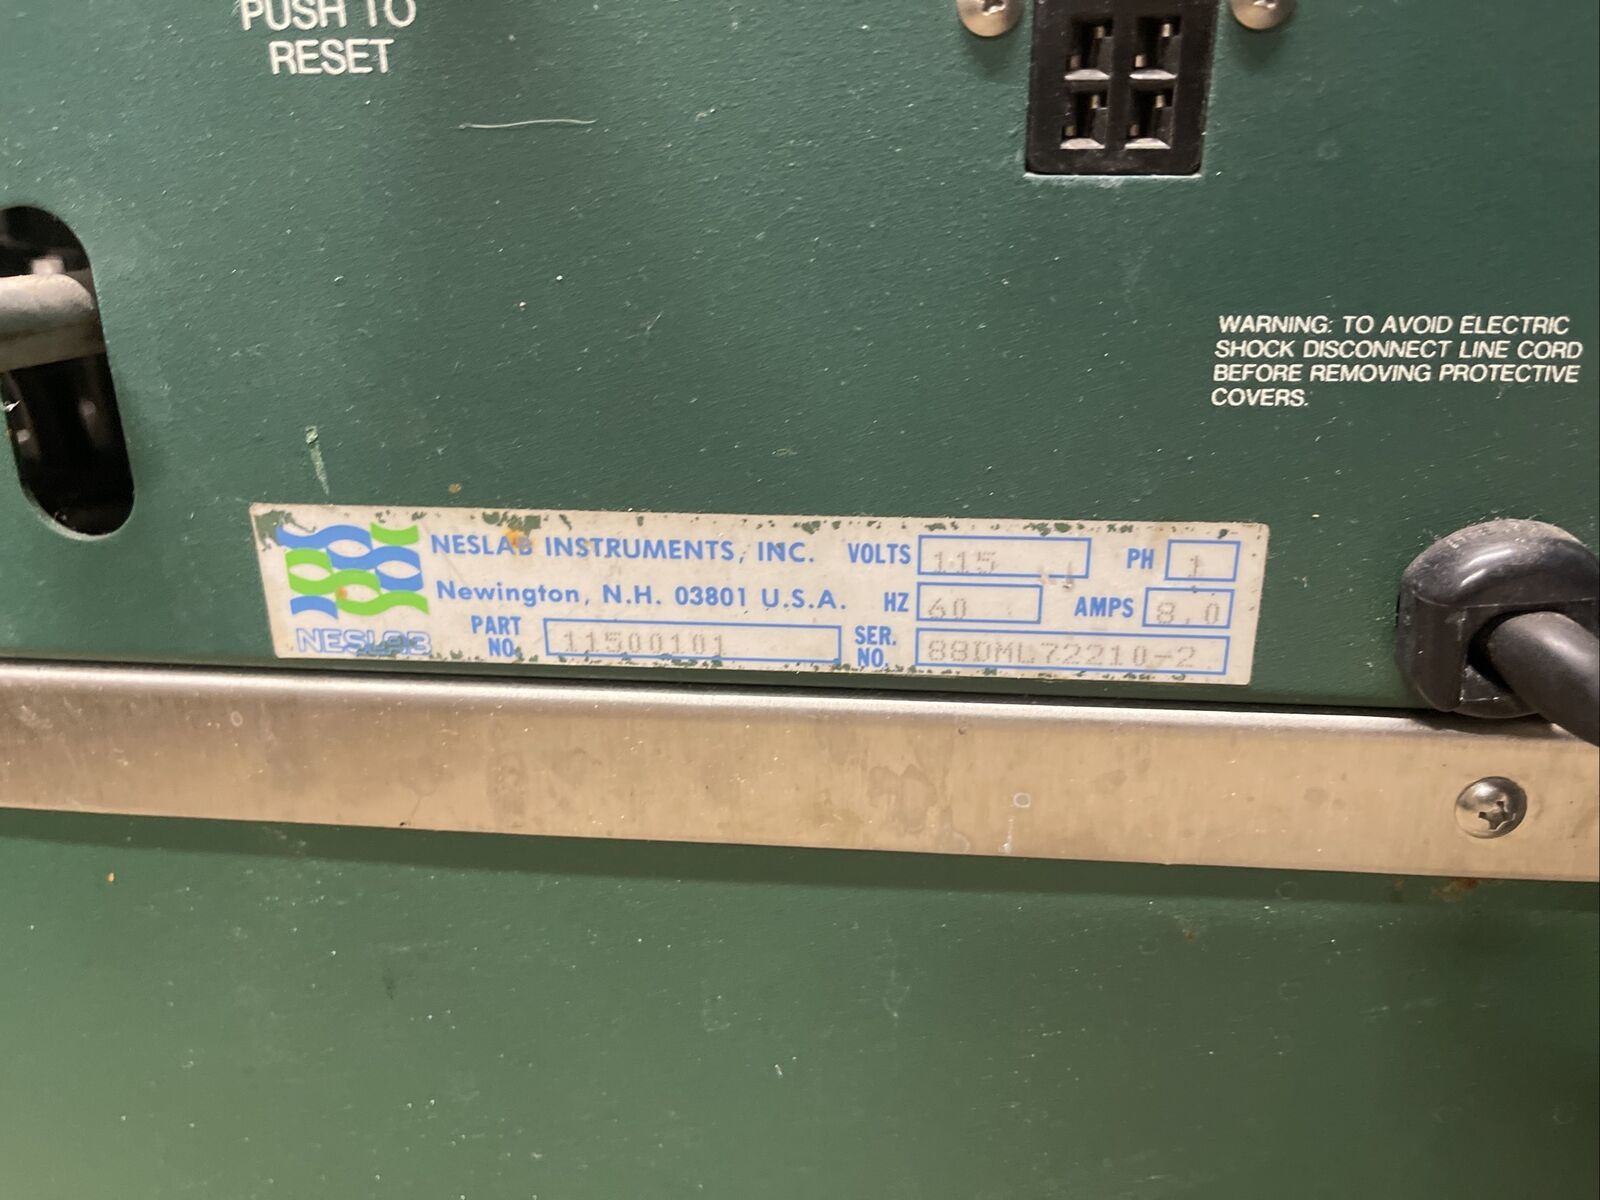 PUSH TO
RESET
WARNING: TO AVOID ELECTRIC
SHOCK DISCONNECT LINE CORD
BEFORE REMOVING PROTECTIVE
COVERS.
NESLAB INSTRUMENTS, INC. VOLTS 115 PH 1
Newington, N.H. 03801 U.S.A. HZ 60 AMPS 8.0
NESLAB PART NO. 11500101 SER. NO. 88DML72210-2